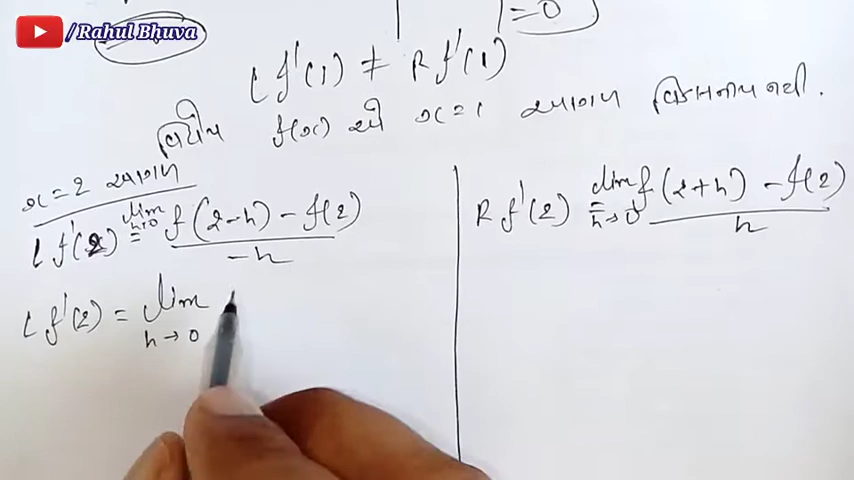 / Rahul Bhuva
= 0
Lf'(1) ≠ Rf'(1)
વિધેય f(x) એ x = 1 આગળ વિકલનીય નથી.
x = 2 આગળ
Lf'(2) = lim h→0 f(2-h) - f(2) / -h
Rf'(2) = lim h→0 f(2+h) - f(2) / h
Lf'(2) = lim h→0